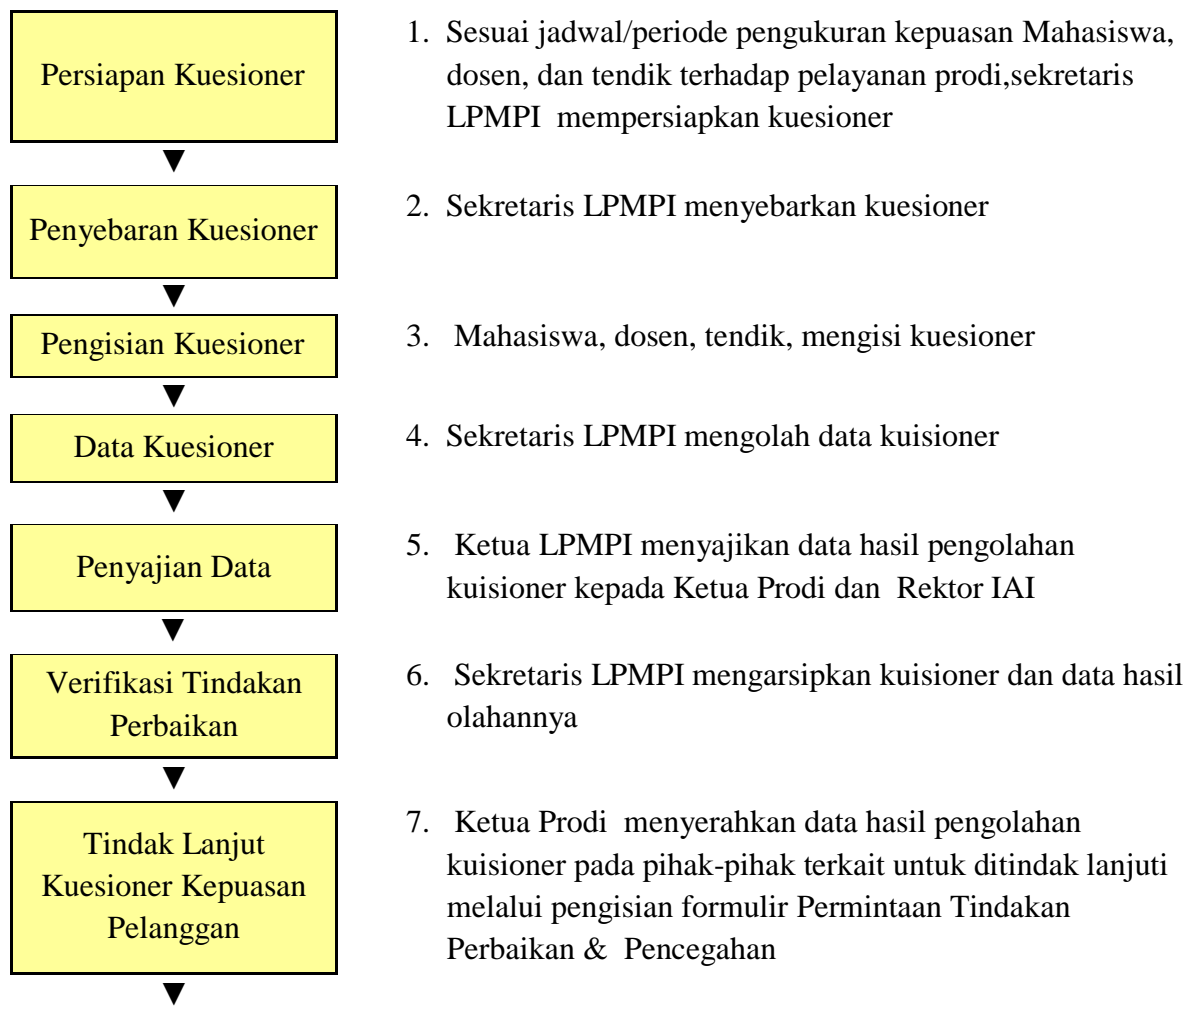 Persiapan Kuesioner
1. Sesuai jadwal/periode pengukuran kepuasan Mahasiswa,
dosen, dan tendik terhadap pelayanan prodi,sekretaris
LPMPI mempersiapkan kuesioner
Penyebaran Kuesioner
2. Sekretaris LPMPI menyebarkan kuesioner
Pengisian Kuesioner
3. Mahasiswa, dosen, tendik, mengisi kuesioner
Data Kuesioner
4. Sekretaris LPMPI mengolah data kuisioner
Penyajian Data
5. Ketua LPMPI menyajikan data hasil pengolahan
kuisioner kepada Ketua Prodi dan Rektor IAI
Verifikasi Tindakan
Perbaikan
6. Sekretaris LPMPI mengarsipkan kuisioner dan data hasil
olahannya
Tindak Lanjut
Kuesioner Kepuasan
Pelanggan
7. Ketua Prodi menyerahkan data hasil pengolahan
kuisioner pada pihak-pihak terkait untuk ditindak lanjuti
melalui pengisian formulir Permintaan Tindakan
Perbaikan & Pencegahan